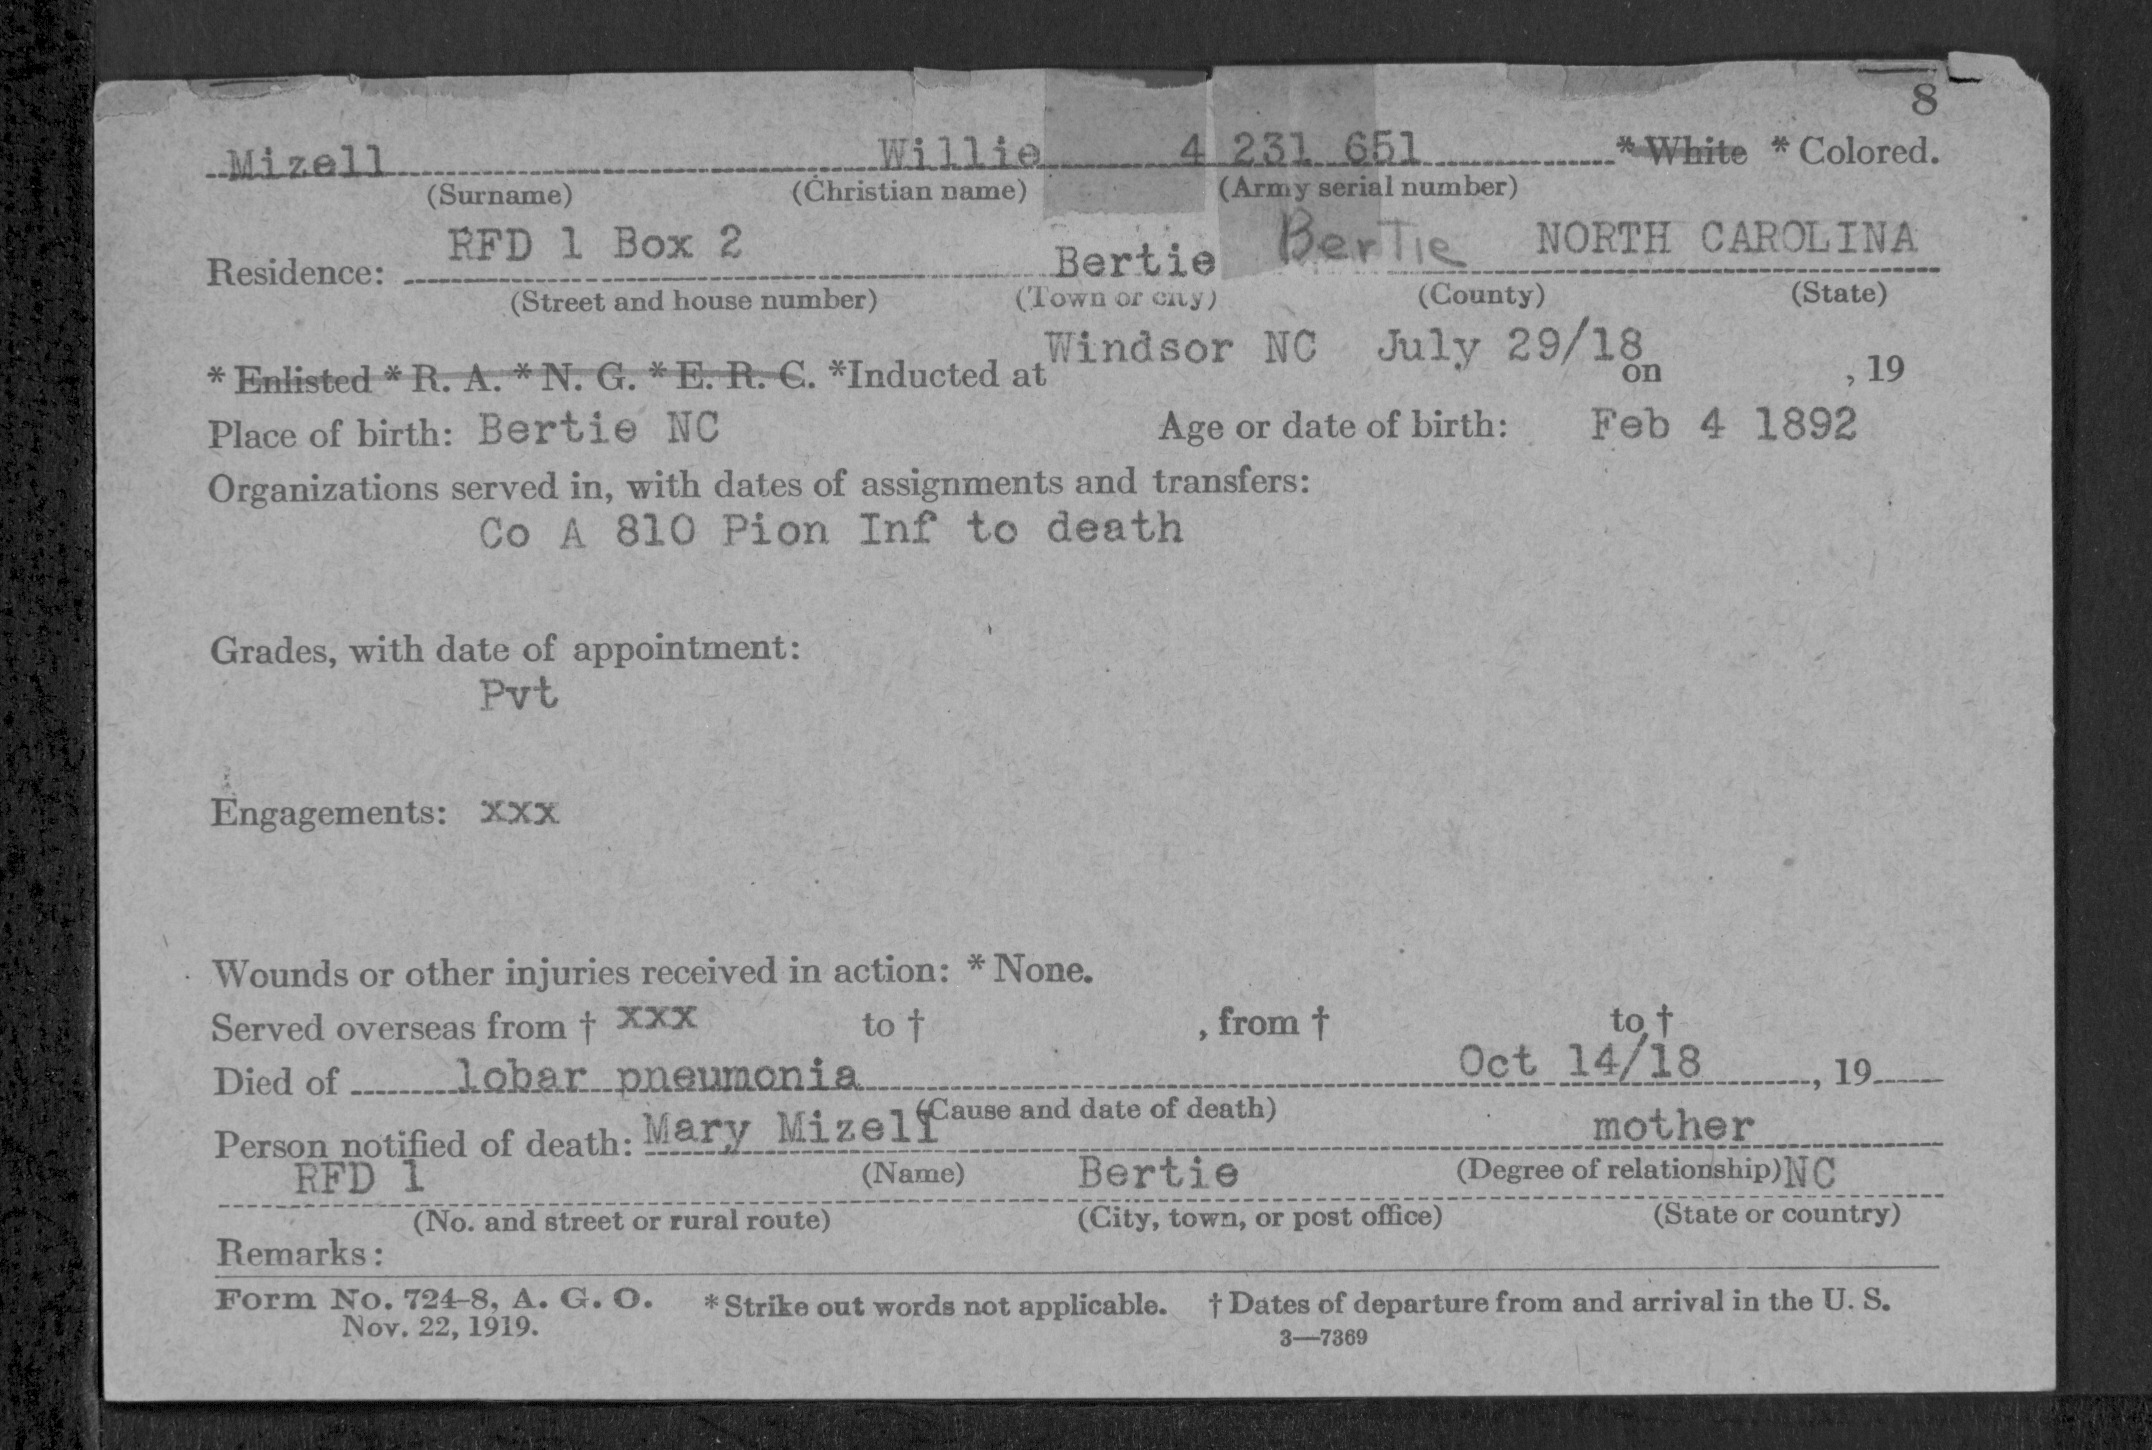 8
Mizell Willie 4 231 651 * White * Colored.
(Surname) (Christian name) (Army serial number)
Residence: RFD 1 Box 2 Bertie Bertie NORTH CAROLINA
(Street and house number) (Town or city) (County) (State)
* Enlisted * R. A. * N. G. * E. R. C. *Inducted at Windsor NC July 29/18 on , 19
Place of birth: Bertie NC Age or date of birth: Feb 4 1892
Organizations served in, with dates of assignments and transfers:
Co A 810 Pion Inf to death
Grades, with date of appointment:
Pvt
Engagements: xxx
Wounds or other injuries received in action: * None.
Served overseas from † xxx to † , from † to †
Died of lobar pneumonia Oct 14/18 , 19
(Cause and date of death)
Person notified of death: Mary Mizell mother
(Name) (Degree of relationship)
RFD 1 Bertie NC
(No. and street or rural route) (City, town, or post office) (State or country)
Remarks:
Form No. 724-8, A. G. O. * Strike out words not applicable. † Dates of departure from and arrival in the U. S.
Nov. 22, 1919. 3—7369